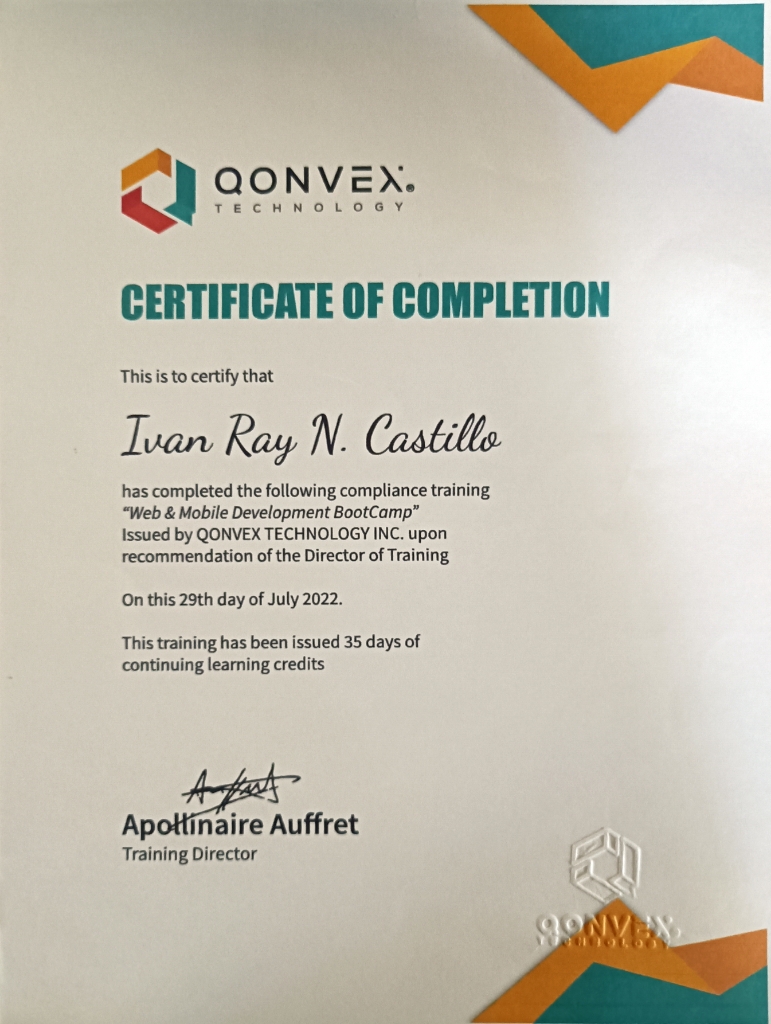 QONVEX®
TECHNOLOGY
CERTIFICATE OF COMPLETION
This is to certify that
Ivan Ray N. Castillo
has completed the following compliance training
“Web & Mobile Development BootCamp”
Issued by QONVEX TECHNOLOGY INC. upon
recommendation of the Director of Training
On this 29th day of July 2022.
This training has been issued 35 days of
continuing learning credits
Apollinaire Auffret
Training Director
QONVEX
TECHNOLOGY